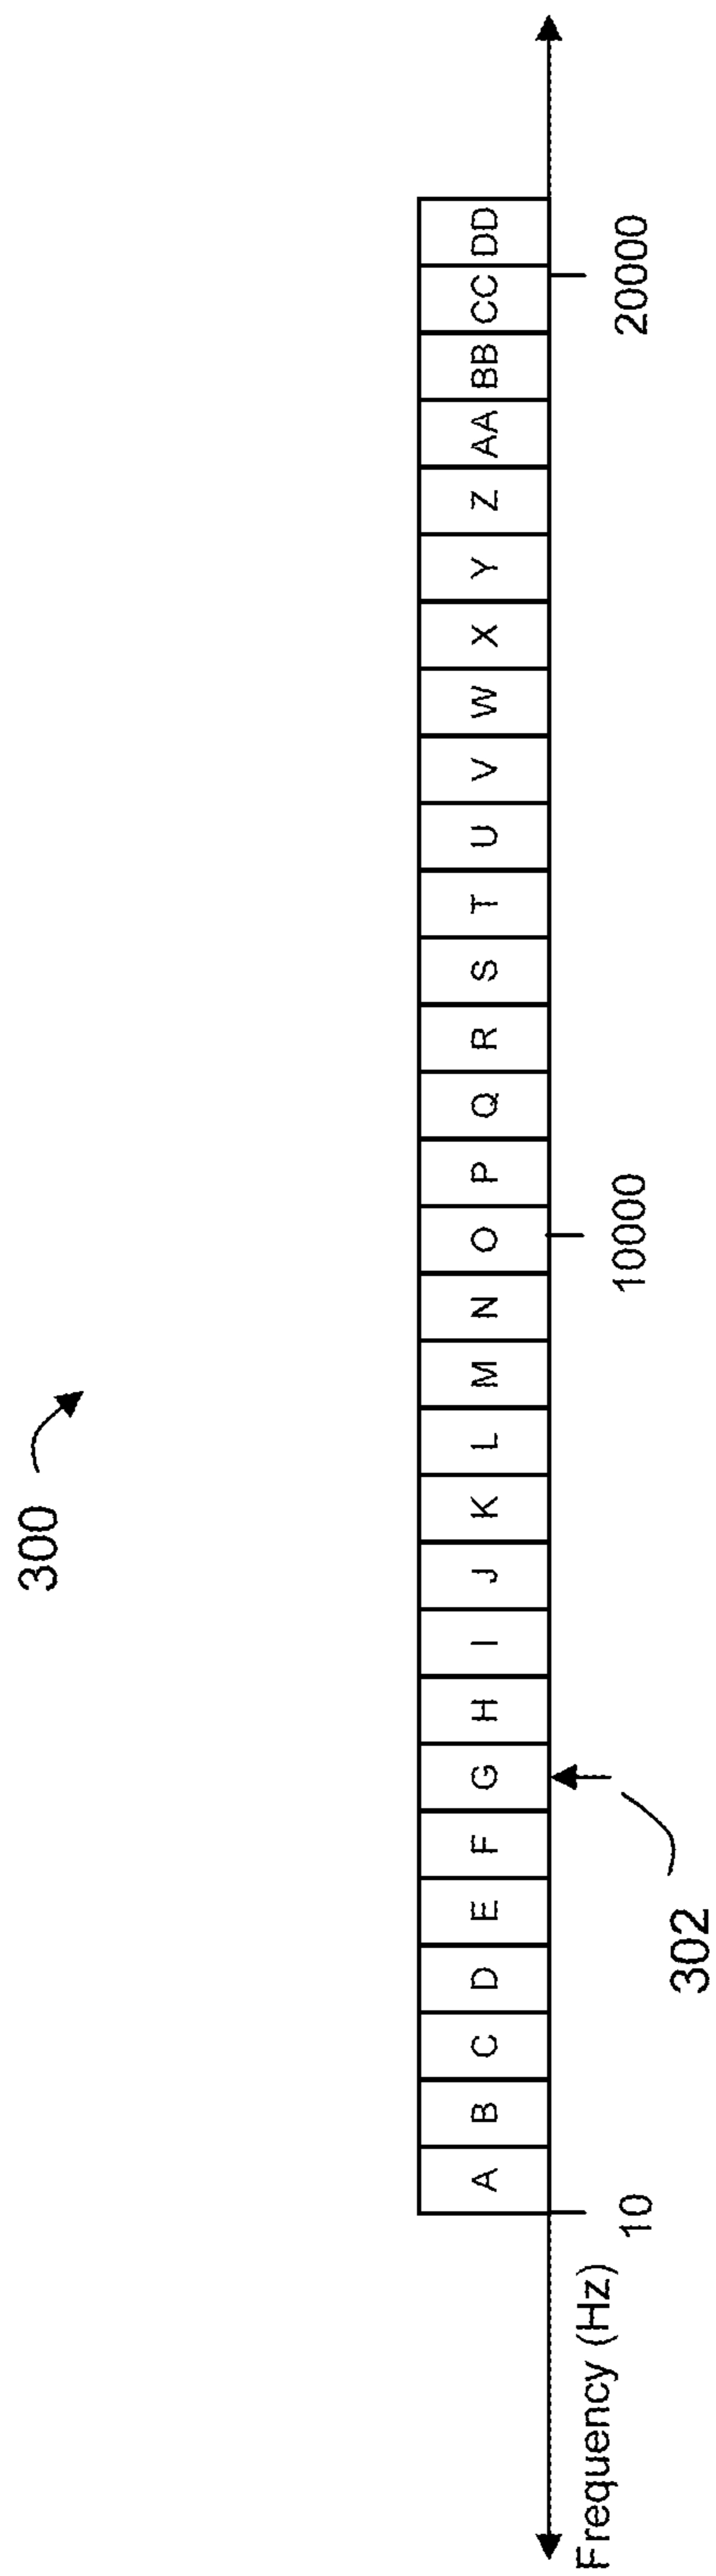 300
A B C D E F G H I J K L M N O P Q R S T U V W X Y Z AA BB CC DD
10 10000 20000
Frequency (Hz)
302